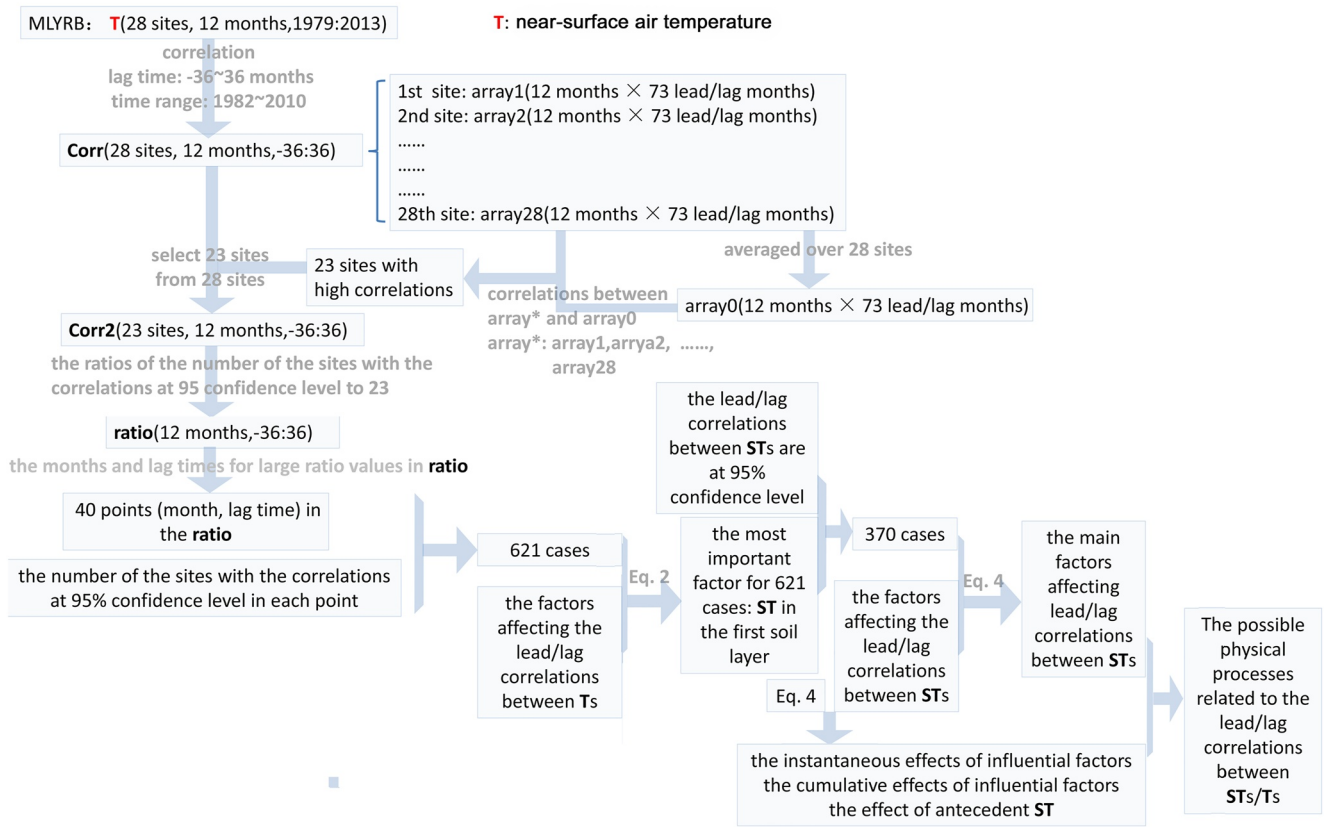 MLYRB： T(28 sites, 12 months,1979:2013)
T: near-surface air temperature
correlation
lag time: -36~36 months
time range: 1982~2010
1st site: array1(12 months × 73 lead/lag months)
2nd site: array2(12 months × 73 lead/lag months)
......
......
......
28th site: array28(12 months × 73 lead/lag months)
Corr(28 sites, 12 months,-36:36)
select 23 sites
from 28 sites
23 sites with
high correlations
averaged over 28 sites
correlations between
array* and array0
array*: array1,arrya2, ……,
array28
array0(12 months × 73 lead/lag months)
Corr2(23 sites, 12 months,-36:36)
the ratios of the number of the sites with the
correlations at 95 confidence level to 23
ratio(12 months,-36:36)
the months and lag times for large ratio values in ratio
40 points (month, lag time) in
the ratio
the number of the sites with the correlations
at 95% confidence level in each point
621 cases
the factors
affecting the
lead/lag
correlations
between Ts
Eq. 2
the lead/lag
correlations
between STs are
at 95%
confidence level
the most
important
factor for 621
cases: ST in
the first soil
layer
370 cases
the factors
affecting the
lead/lag
correlations
between STs
Eq. 4
the main
factors
affecting
lead/lag
correlations
between STs
Eq. 4
the instantaneous effects of influential factors
the cumulative effects of influential factors
the effect of antecedent ST
The possible
physical
processes
related to the
lead/lag
correlations
between
STs/Ts